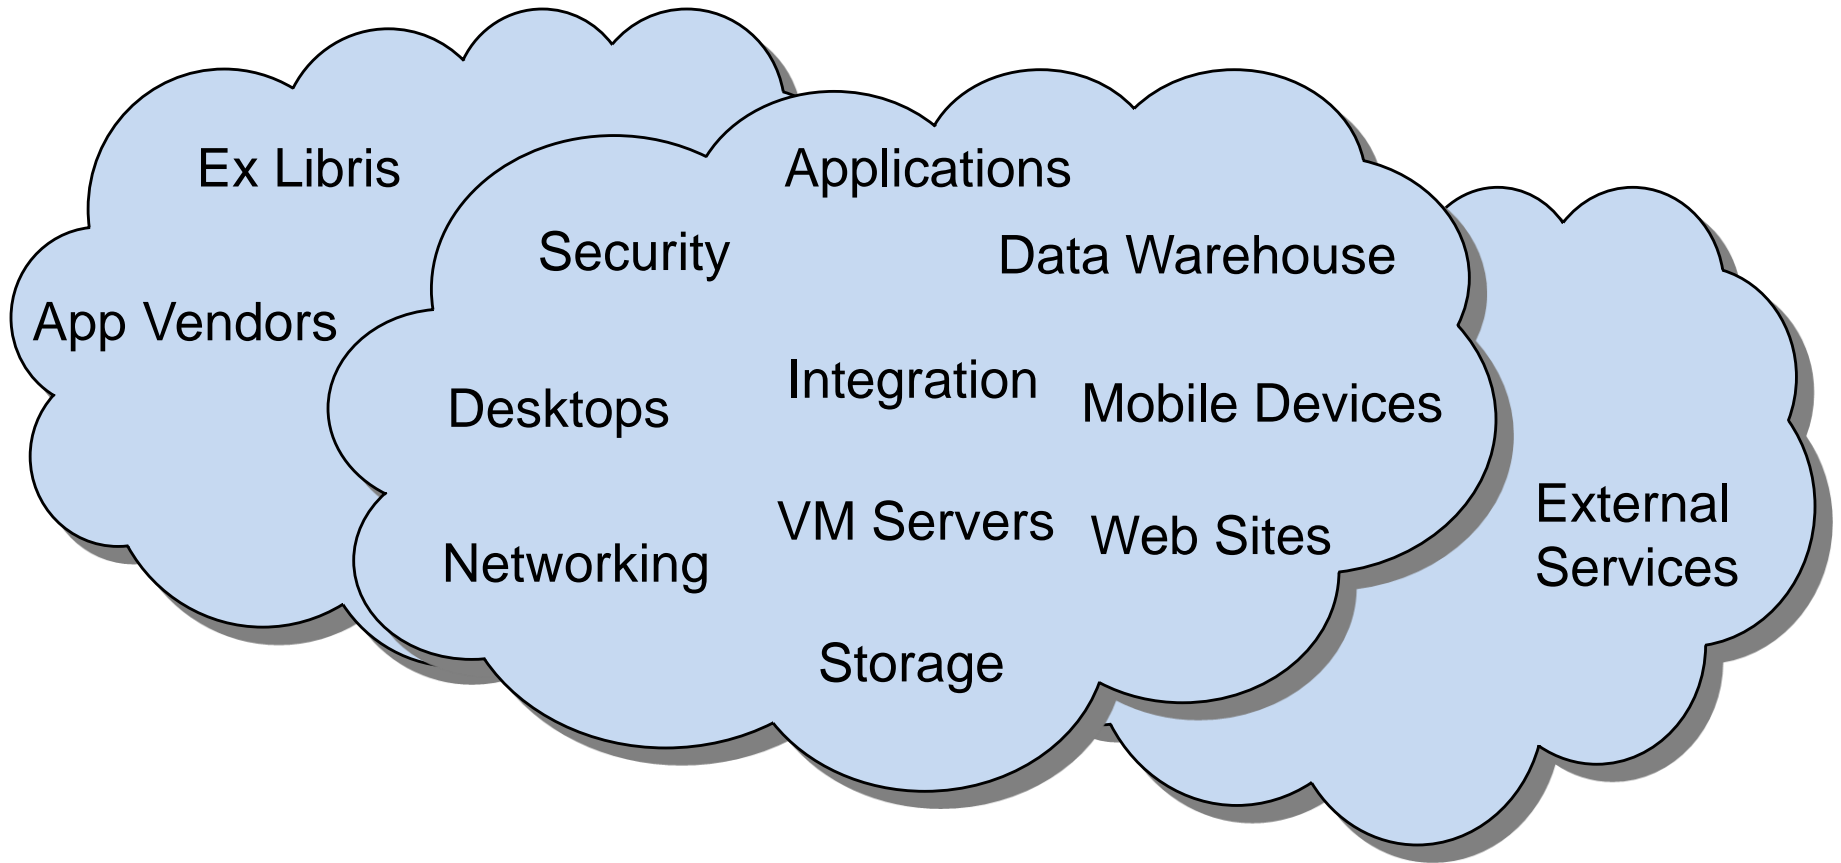 Ex Libris
App Vendors
Applications
Security
Data Warehouse
Integration
Desktops
Mobile Devices
VM Servers
Web Sites
Networking
Storage
External
Services